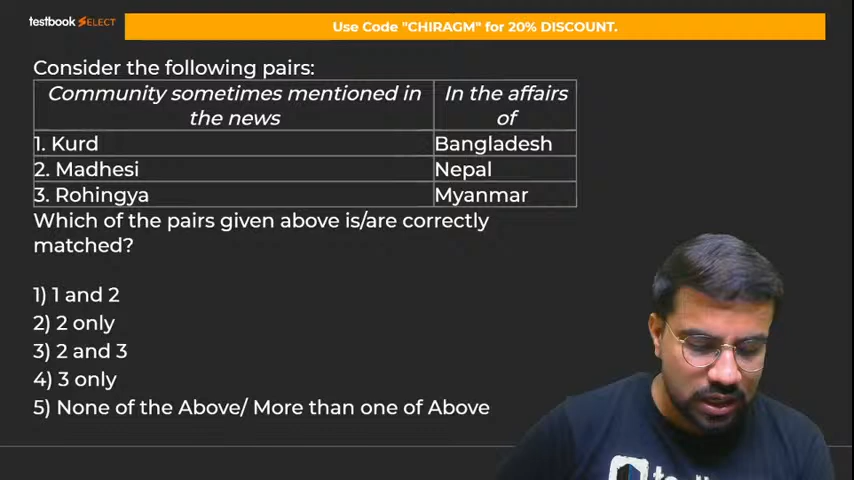 testbook SELECT
Use Code "CHIRAGM" for 20% DISCOUNT.
Consider the following pairs:
Community sometimes mentioned in the news
In the affairs of
1. Kurd
Bangladesh
2. Madhesi
Nepal
3. Rohingya
Myanmar
Which of the pairs given above is/are correctly
matched?
1) 1 and 2
2) 2 only
3) 2 and 3
4) 3 only
5) None of the Above/ More than one of Above